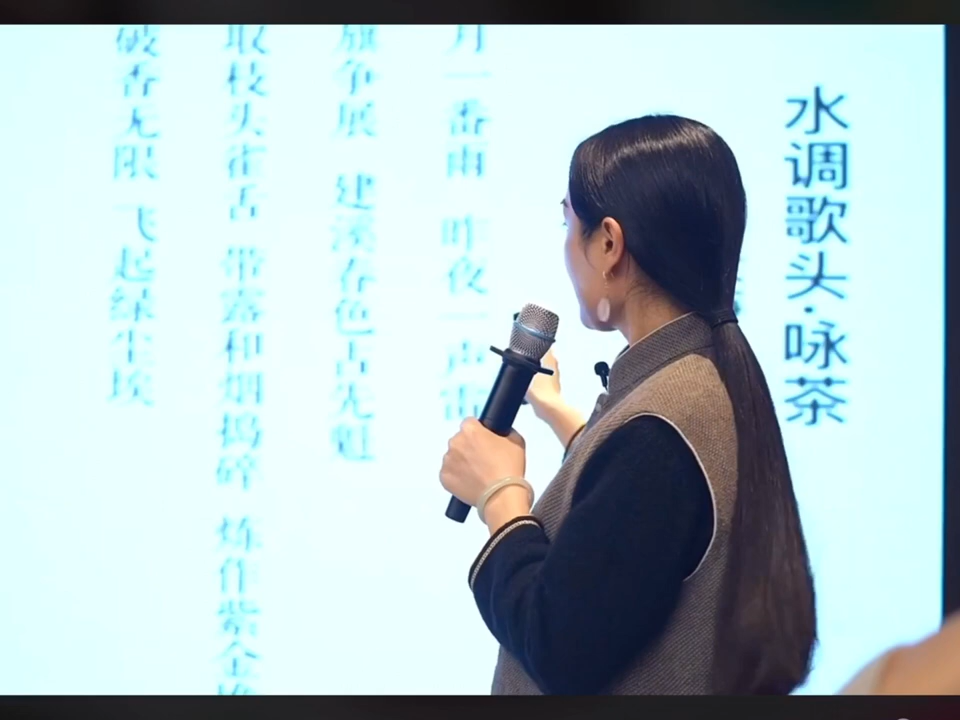 水调歌头·咏茶
月一番雨 昨夜一声雷
旗争展 建溪春色占先魁
取枝头雀舌 带露和烟捣碎 炼作紫金
破香无限 飞起绿尘埃